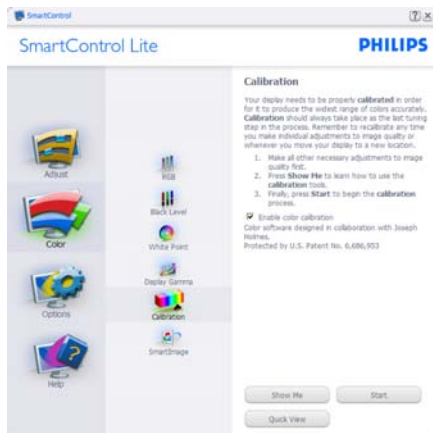 SmartControl
SmartControl Lite
PHILIPS
Adjust
Color
Options
Help
RGB
Black Level
White Point
Display Gamma
Calibration
SmartImage
Calibration
Your display needs to be properly calibrated in order
for it to produce the widest range of colors accurately.
Calibration should always take place as the last tuning
step in the process. Remember to recalibrate any time
you make individual adjustments to image quality or
whenever you move your display to a new location.
1. Make all other necessary adjustments to image
quality first.
2. Press Show Me to learn how to use the
calibration tools.
3. Finally, press Start to begin the calibration
process.
Enable color calibration
Color software designed in collaboration with Joseph
Holmes.
Protected by U.S. Patent No. 6,686,953
Show Me
Start
Quick View